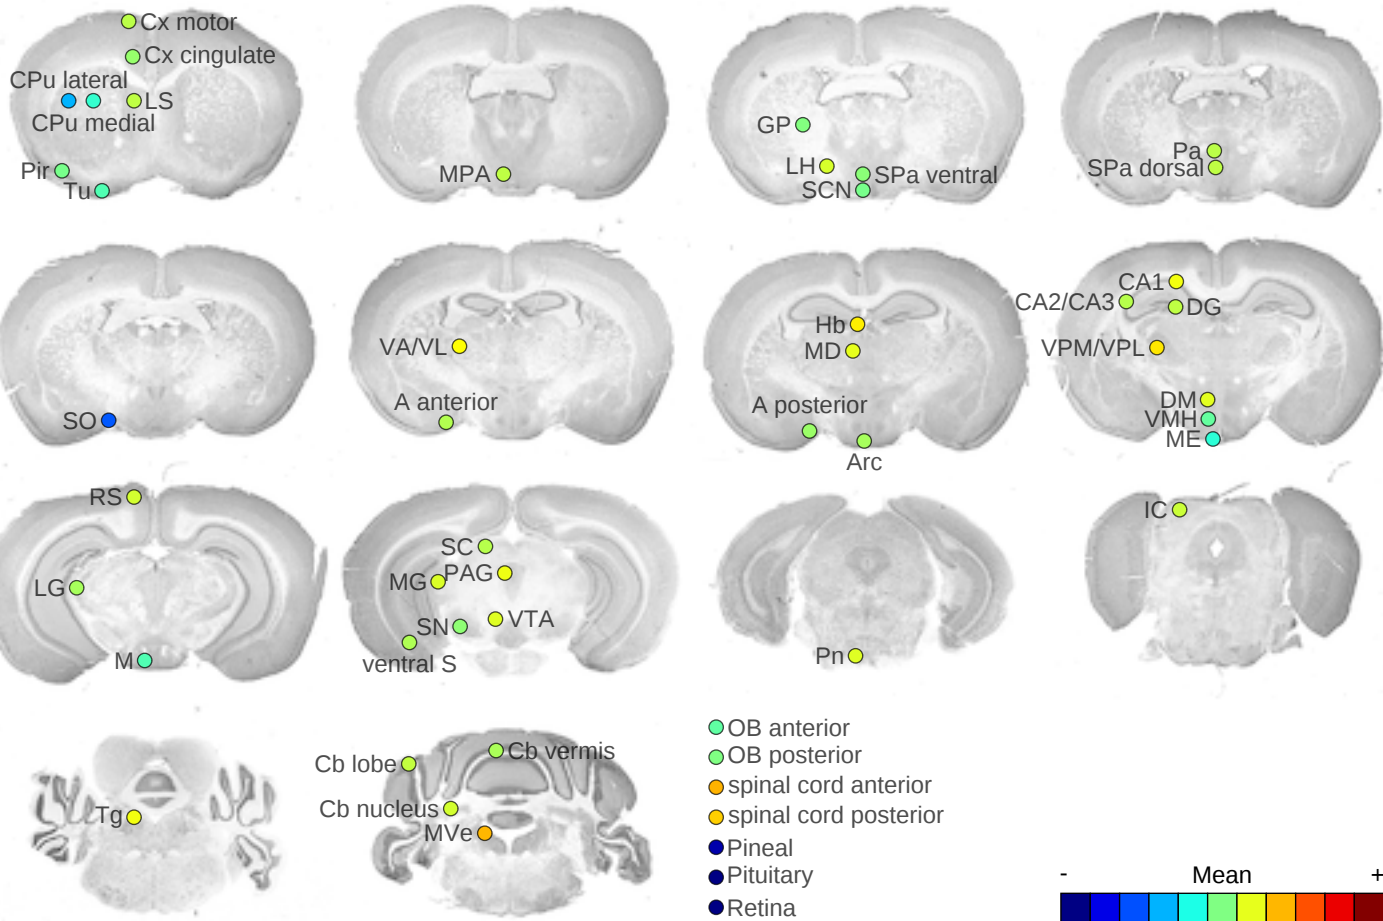 Cx motor
Cx cingulate
CPu lateral
LS
CPu medial
Pir
Tu
MPA
GP
LH
SPa ventral
SCN
Pa
SPa dorsal
SO
VA/VL
A anterior
Hb
MD
A posterior
Arc
CA1
CA2/CA3
DG
VPM/VPL
DM
VMH
ME
RS
LG
M
SC
MG
PAG
SN
VTA
ventral S
Pn
IC
Tg
Cb lobe
Cb vermis
Cb nucleus
MVe
OB anterior
OB posterior
spinal cord anterior
spinal cord posterior
Pineal
Pituitary
Retina
- Mean +